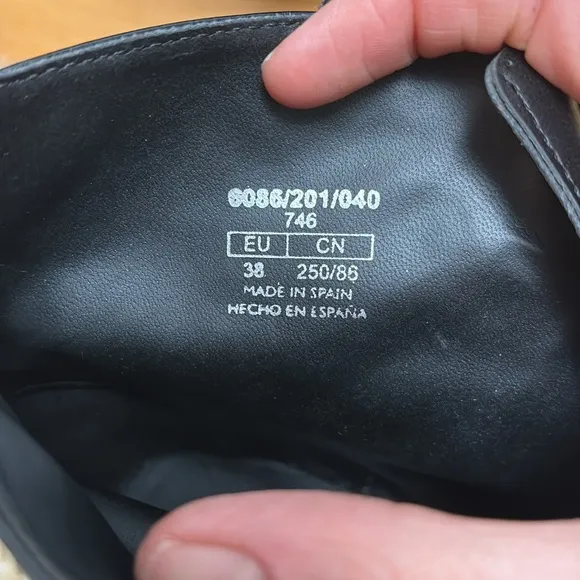 6086/201/040
746
EU CN
38 250/86
MADE IN SPAIN
HECHO EN ESPAÑA